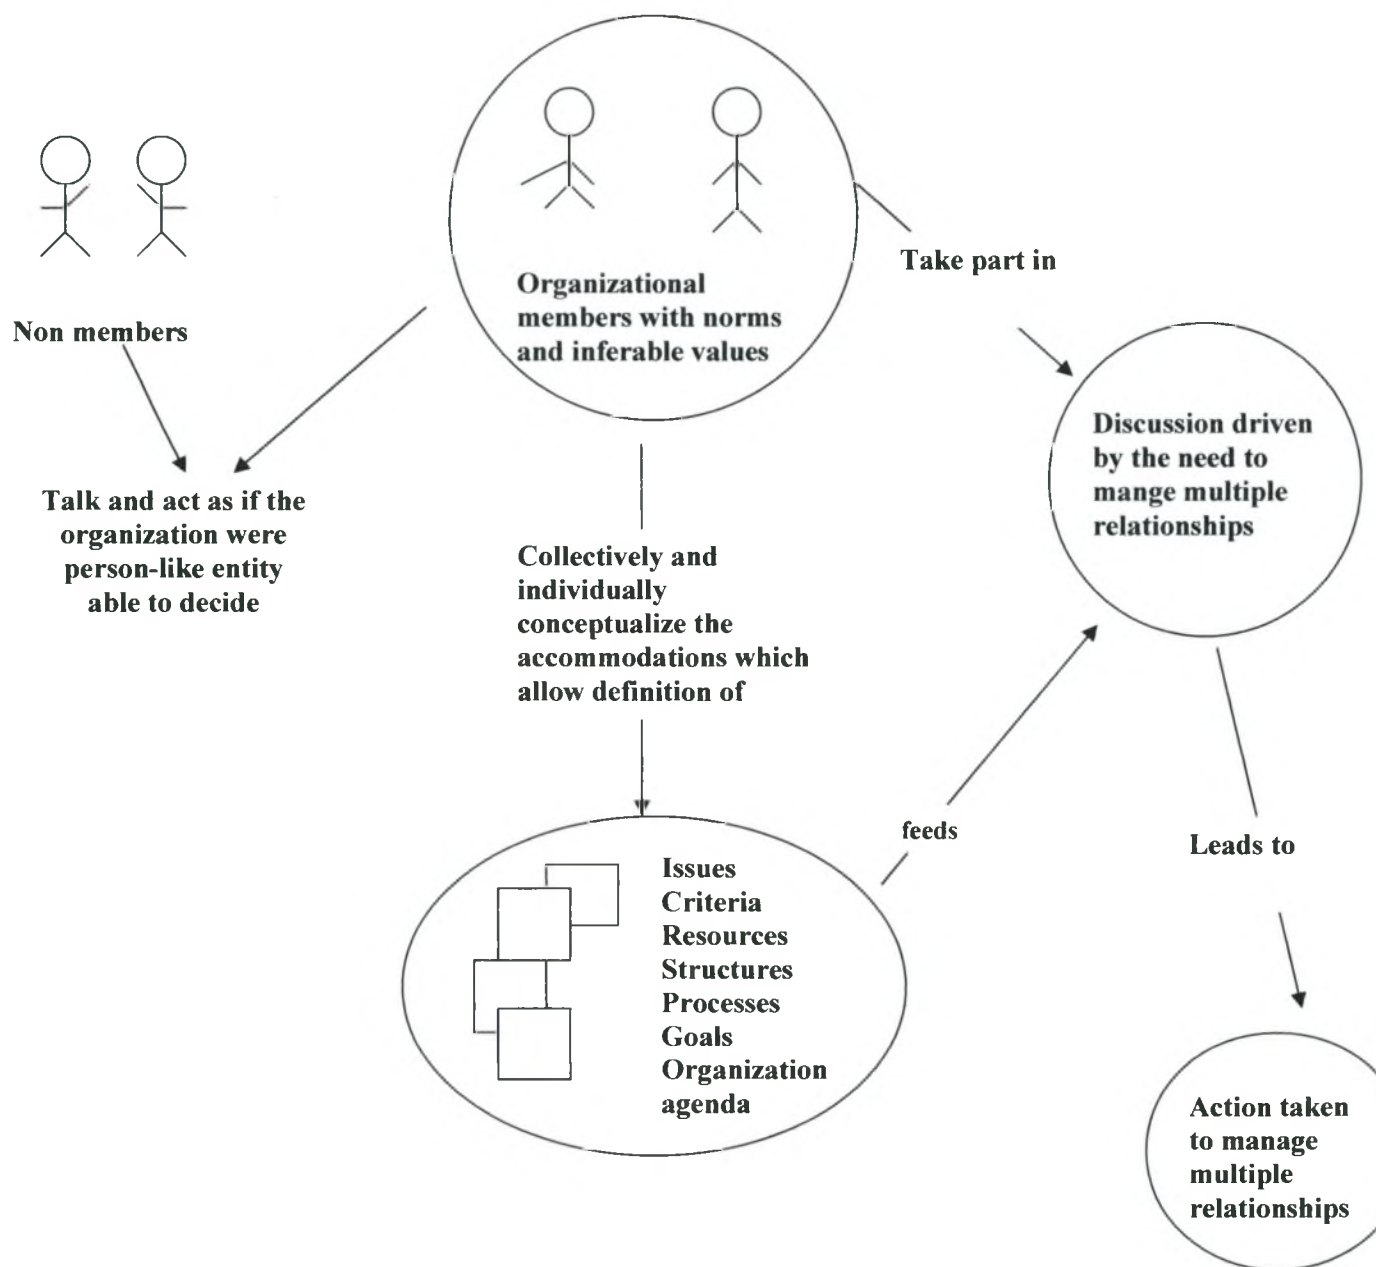 Non members
Organizational
members with norms
and inferable values
Take part in
Talk and act as if the
organization were
person-like entity
able to decide
Collectively and
individually
conceptualize the
accommodations which
allow definition of
Discussion driven
by the need to
mange multiple
relationships
feeds
Issues
Criteria
Resources
Structures
Processes
Goals
Organization
agenda
Leads to
Action taken
to manage
multiple
relationships